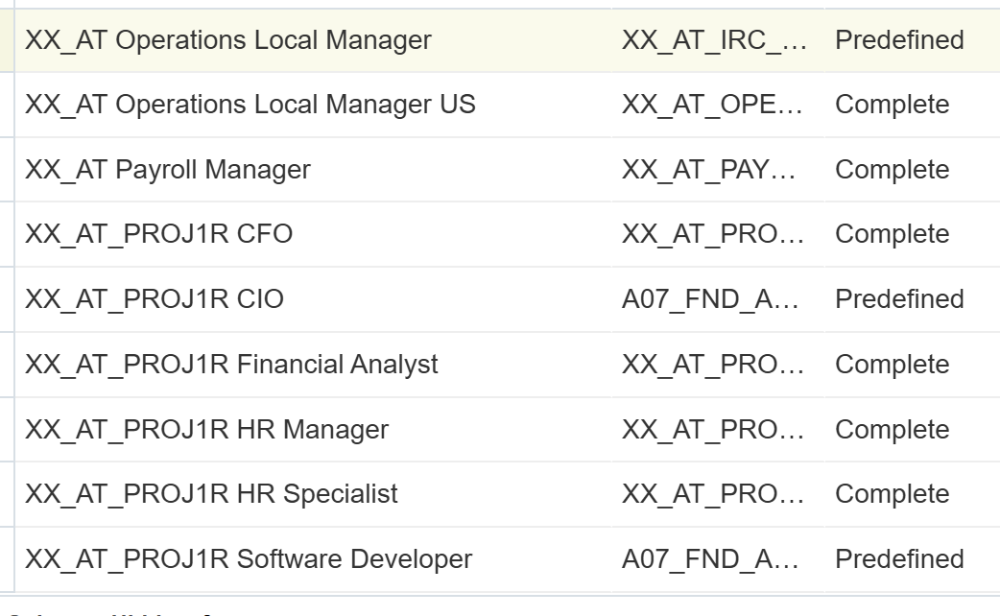 XX_AT Operations Local Manager XX_AT_IRC_... Predefined
XX_AT Operations Local Manager US XX_AT_OPE... Complete
XX_AT Payroll Manager XX_AT_PAY... Complete
XX_AT_PROJ1R CFO XX_AT_PRO... Complete
XX_AT_PROJ1R CIO A07_FND_A... Predefined
XX_AT_PROJ1R Financial Analyst XX_AT_PRO... Complete
XX_AT_PROJ1R HR Manager XX_AT_PRO... Complete
XX_AT_PROJ1R HR Specialist XX_AT_PRO... Complete
XX_AT_PROJ1R Software Developer A07_FND_A... Predefined